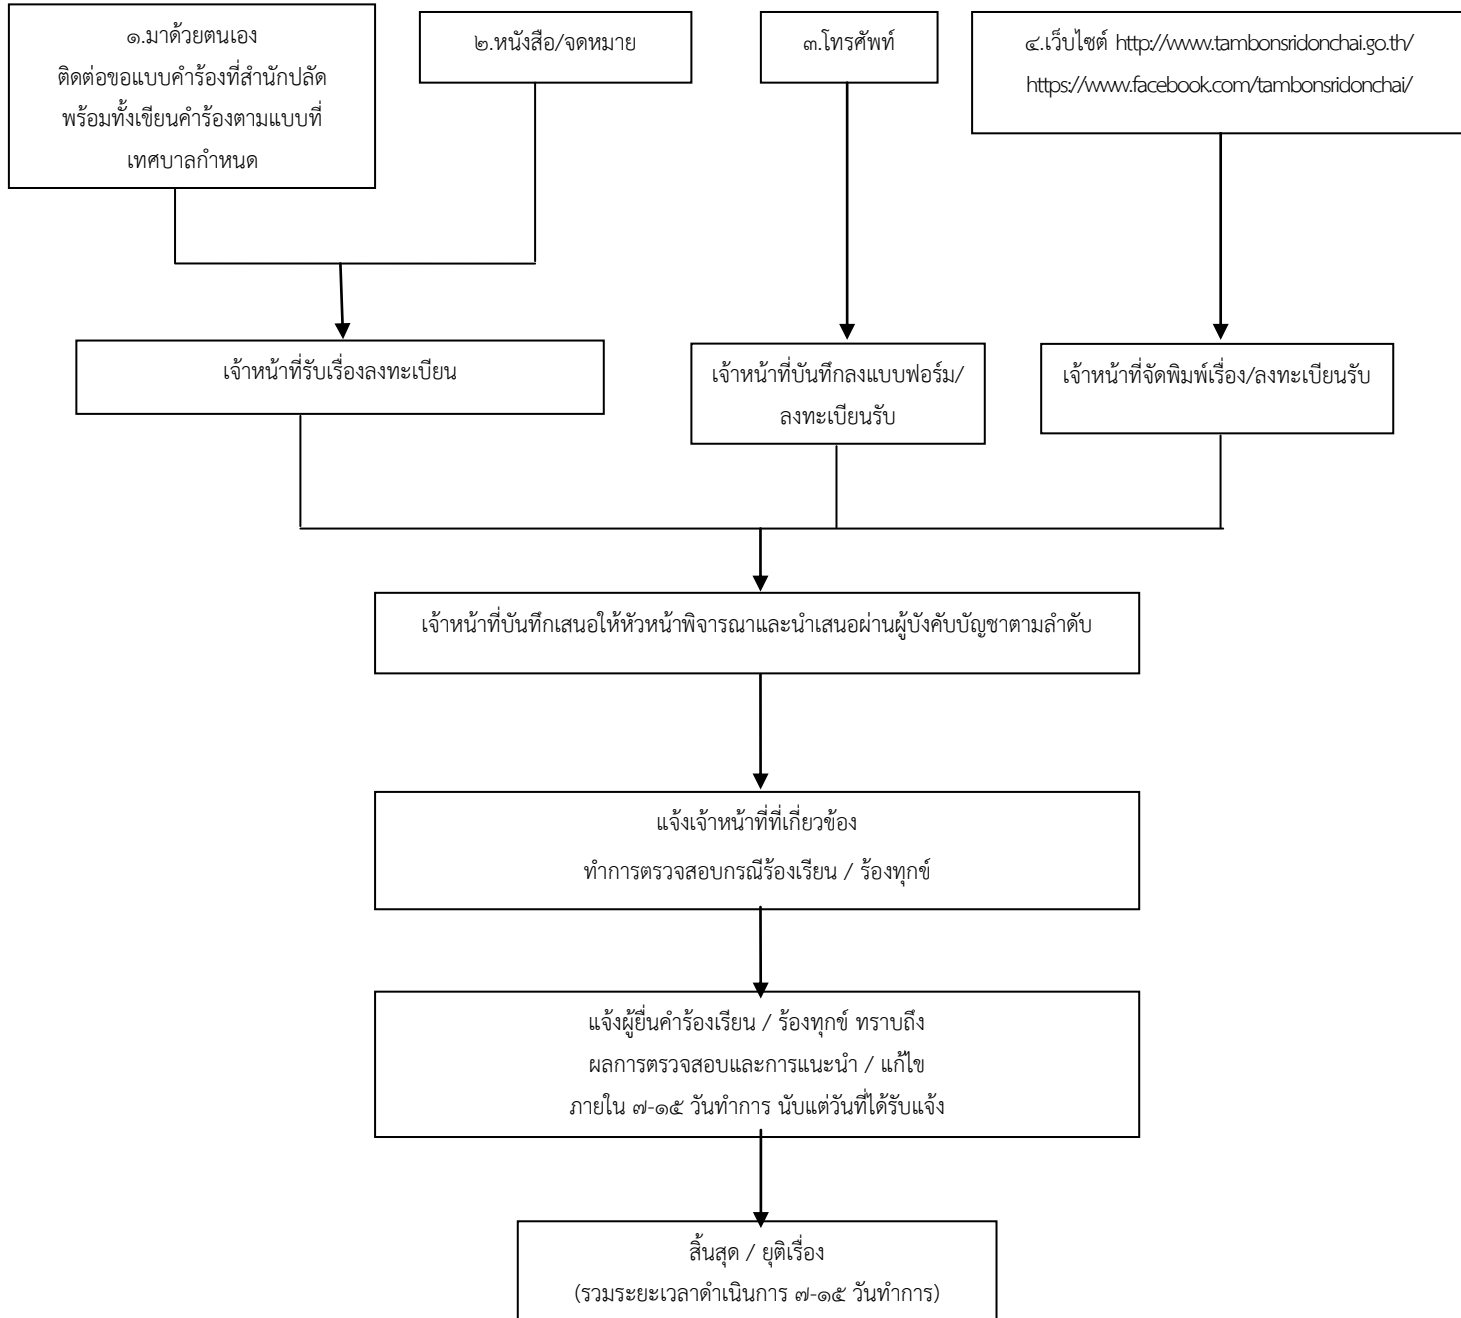 ๑.มาด้วยตนเอง
ติดต่อขอแบบคำร้องที่สำนักปลัด
พร้อมทั้งเขียนคำร้องตามแบบที่
เทศบาลกำหนด
๒.หนังสือ/จดหมาย
๓.โทรศัพท์
๔.เว็บไซต์ http://www.tambonsridonchai.go.th/
https://www.facebook.com/tambonsridonchai/
เจ้าหน้าที่รับเรื่องลงทะเบียน
เจ้าหน้าที่บันทึกลงแบบฟอร์ม/
ลงทะเบียนรับ
เจ้าหน้าที่จัดพิมพ์เรื่อง/ลงทะเบียนรับ
เจ้าหน้าที่บันทึกเสนอให้หัวหน้าพิจารณาและนำเสนอผ่านผู้บังคับบัญชาตามลำดับ
แจ้งเจ้าหน้าที่ที่เกี่ยวข้อง
ทำการตรวจสอบกรณีร้องเรียน / ร้องทุกข์
แจ้งผู้ยื่นคำร้องเรียน / ร้องทุกข์ ทราบถึง
ผลการตรวจสอบและการแนะนำ / แก้ไข
ภายใน ๗-๑๕ วันทำการ นับแต่วันที่ได้รับแจ้ง
สิ้นสุด / ยุติเรื่อง
(รวมระยะเวลาดำเนินการ ๗-๑๕ วันทำการ)